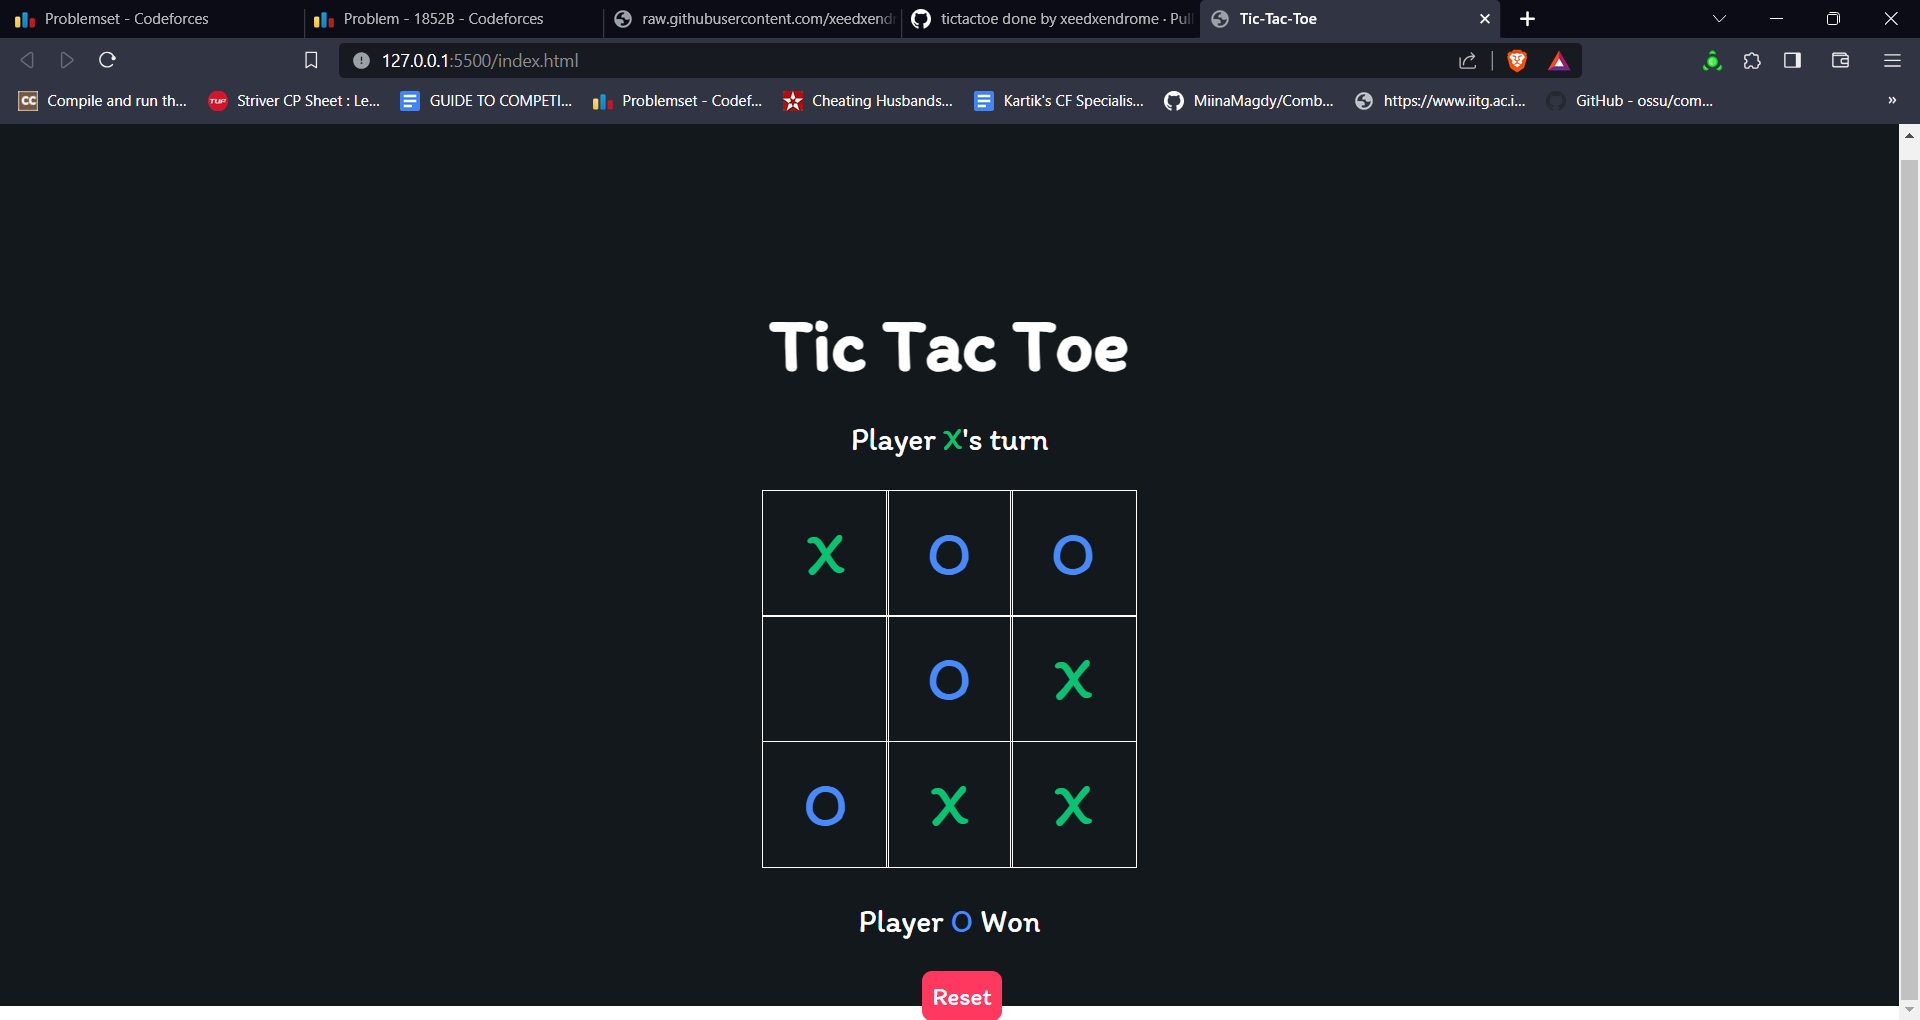 Problemset - Codeforces
Problem - 1852B - Codeforces
raw.githubusercontent.com/xeedxend
tictactoe done by xeedxendrome · Pul
Tic-Tac-Toe
127.0.0.1:5500/index.html
CC Compile and run th...
TUF Striver CP Sheet : Le...
GUIDE TO COMPETI...
Problemset - Codef...
Cheating Husbands...
Kartik's CF Specialis...
MiinaMagdy/Comb...
https://www.iitg.ac.i...
GitHub - ossu/com...
»
Tic Tac Toe
Player X's turn
X O O
O X
O X X
Player O Won
Reset